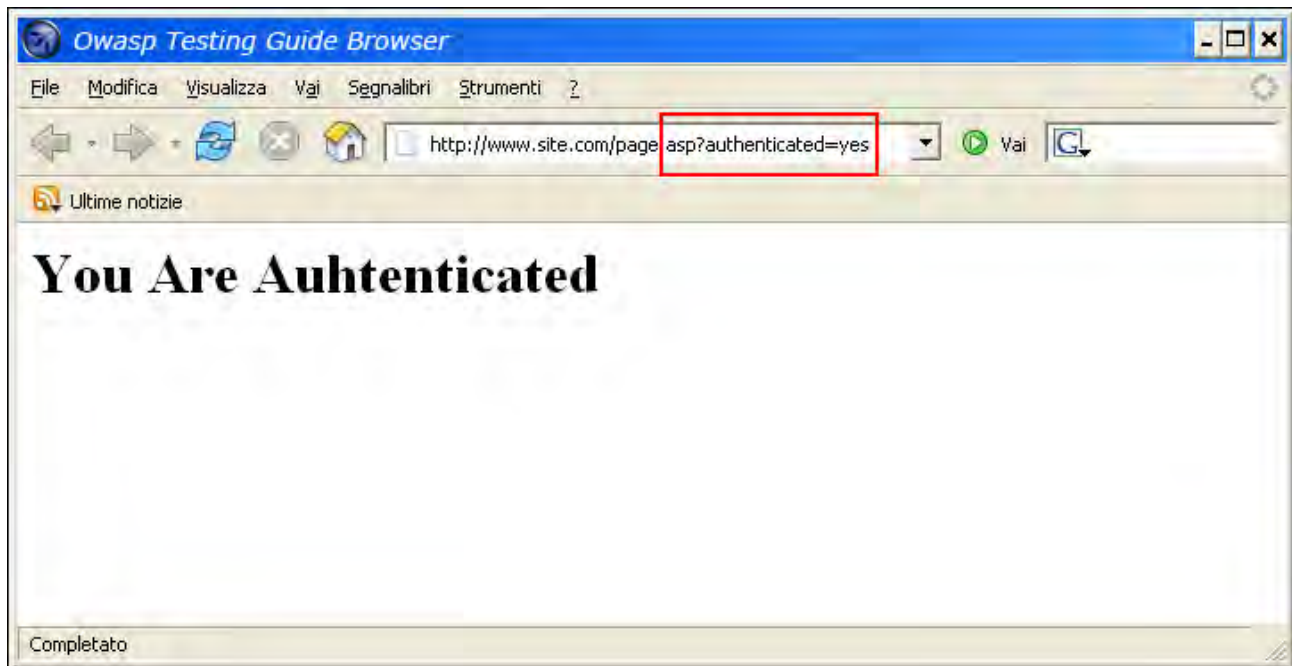 Owasp Testing Guide Browser
File Modifica Visualizza Vai Segnalibri Strumenti ?
http://www.site.com/page.asp?authenticated=yes Vai G
Ultime notizie
You Are Auhtenticated
Completato